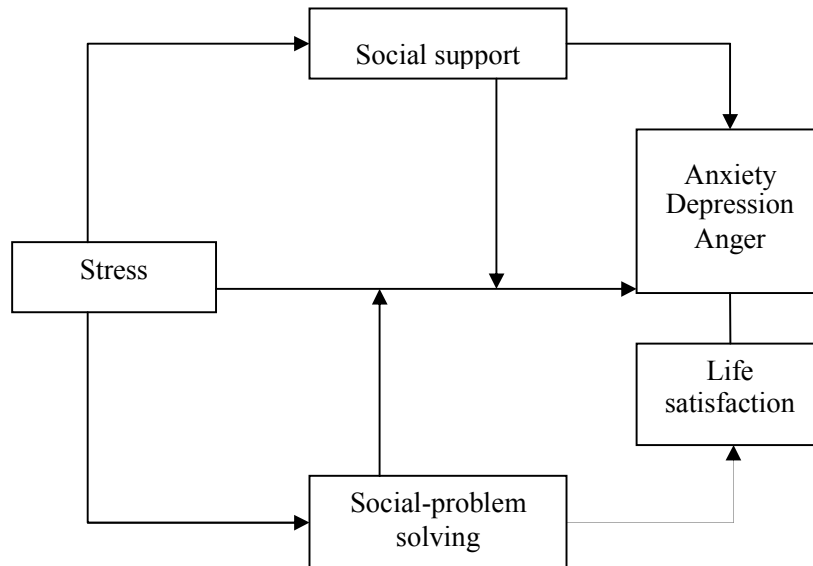 Social support
Anxiety
Depression
Anger
Stress
Life
satisfaction
Social-problem
solving